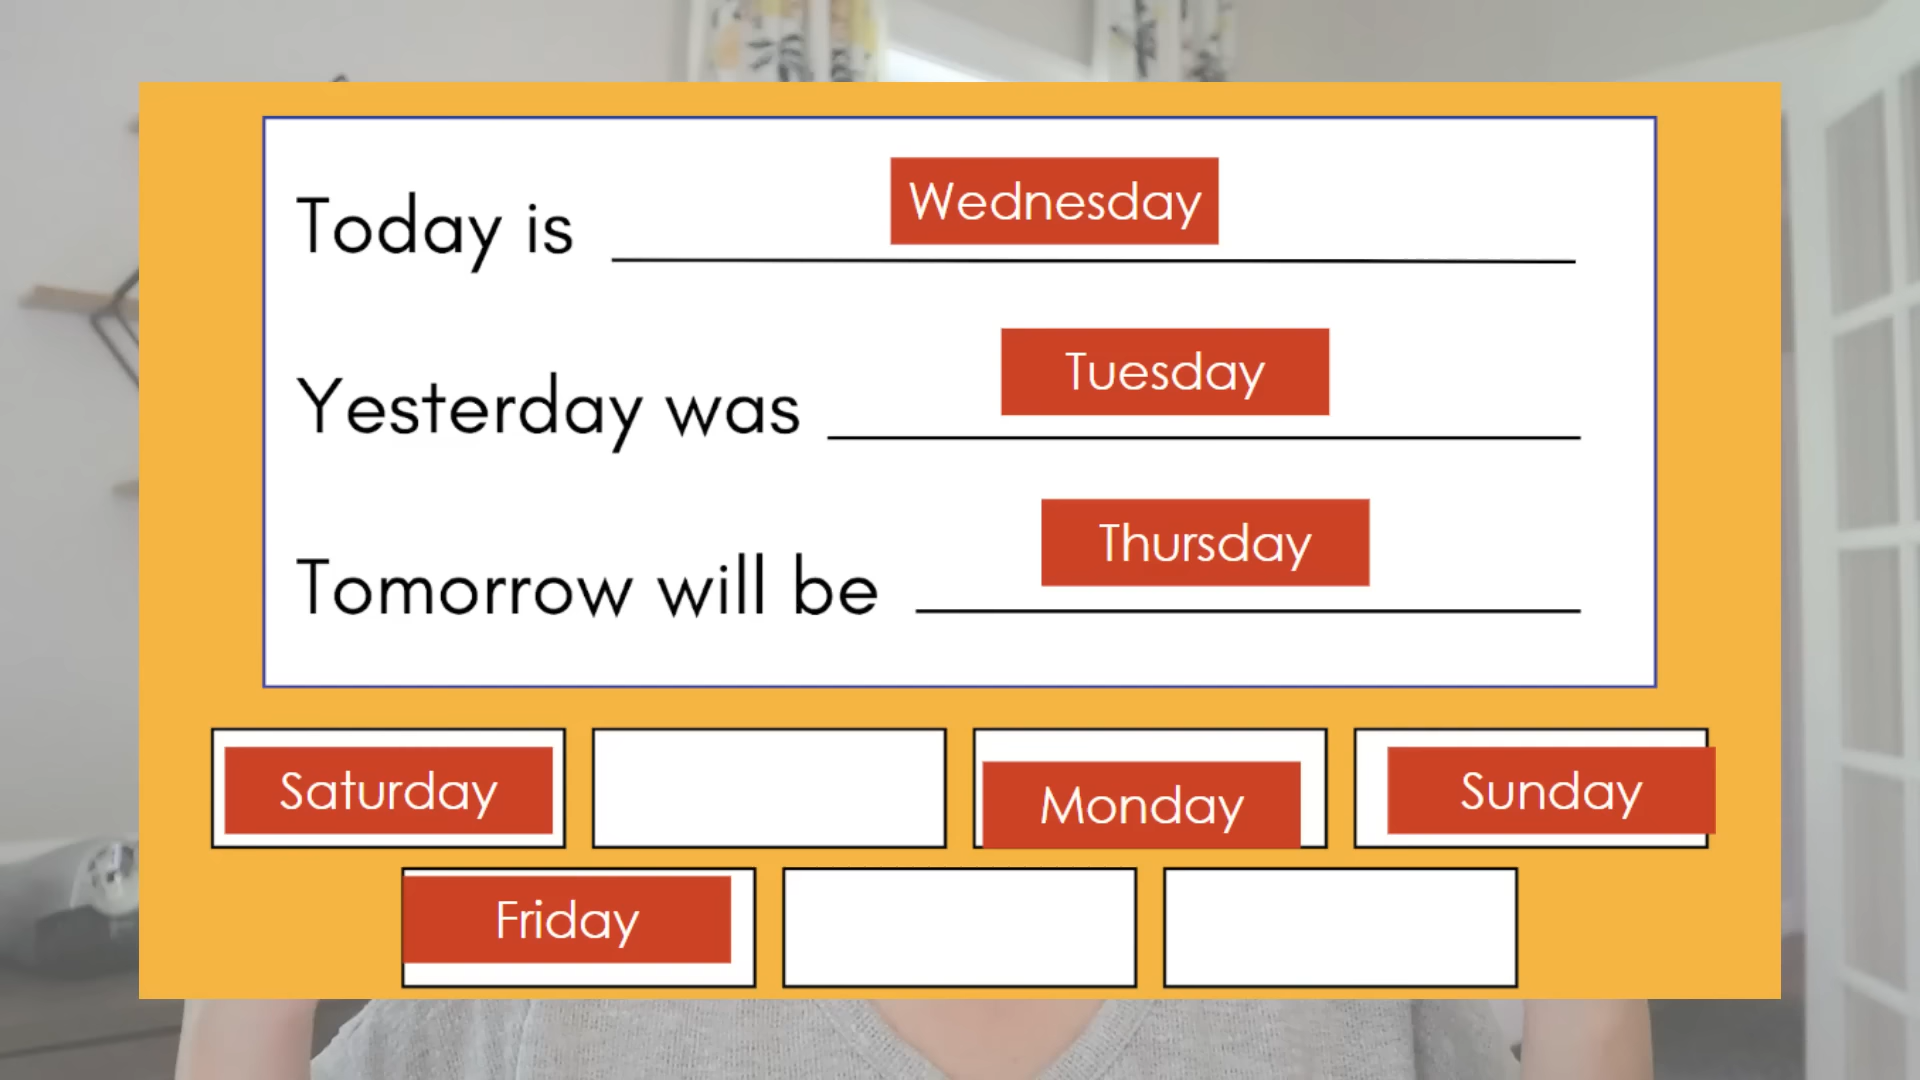 Today is Wednesday
Yesterday was Tuesday
Tomorrow will be Thursday
Saturday Monday Sunday
Friday